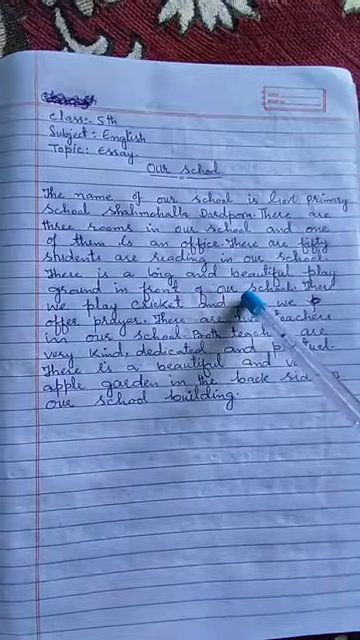 Class:- 5th
Subject: English
Topic: Essay.
Our school
The name of our school is Govt primary
School Shahmohalla Dardpora. There are
three rooms in our school and one
of them is an office. There are fifty
students are reading in our school.
There is a big and beautiful play
ground in front of our school. There
we play cricket and we
offer prayer. There are teachers
in our school. Both are
very kind, dedicated and
There is a beautiful and
apple garden in the back
our school building.